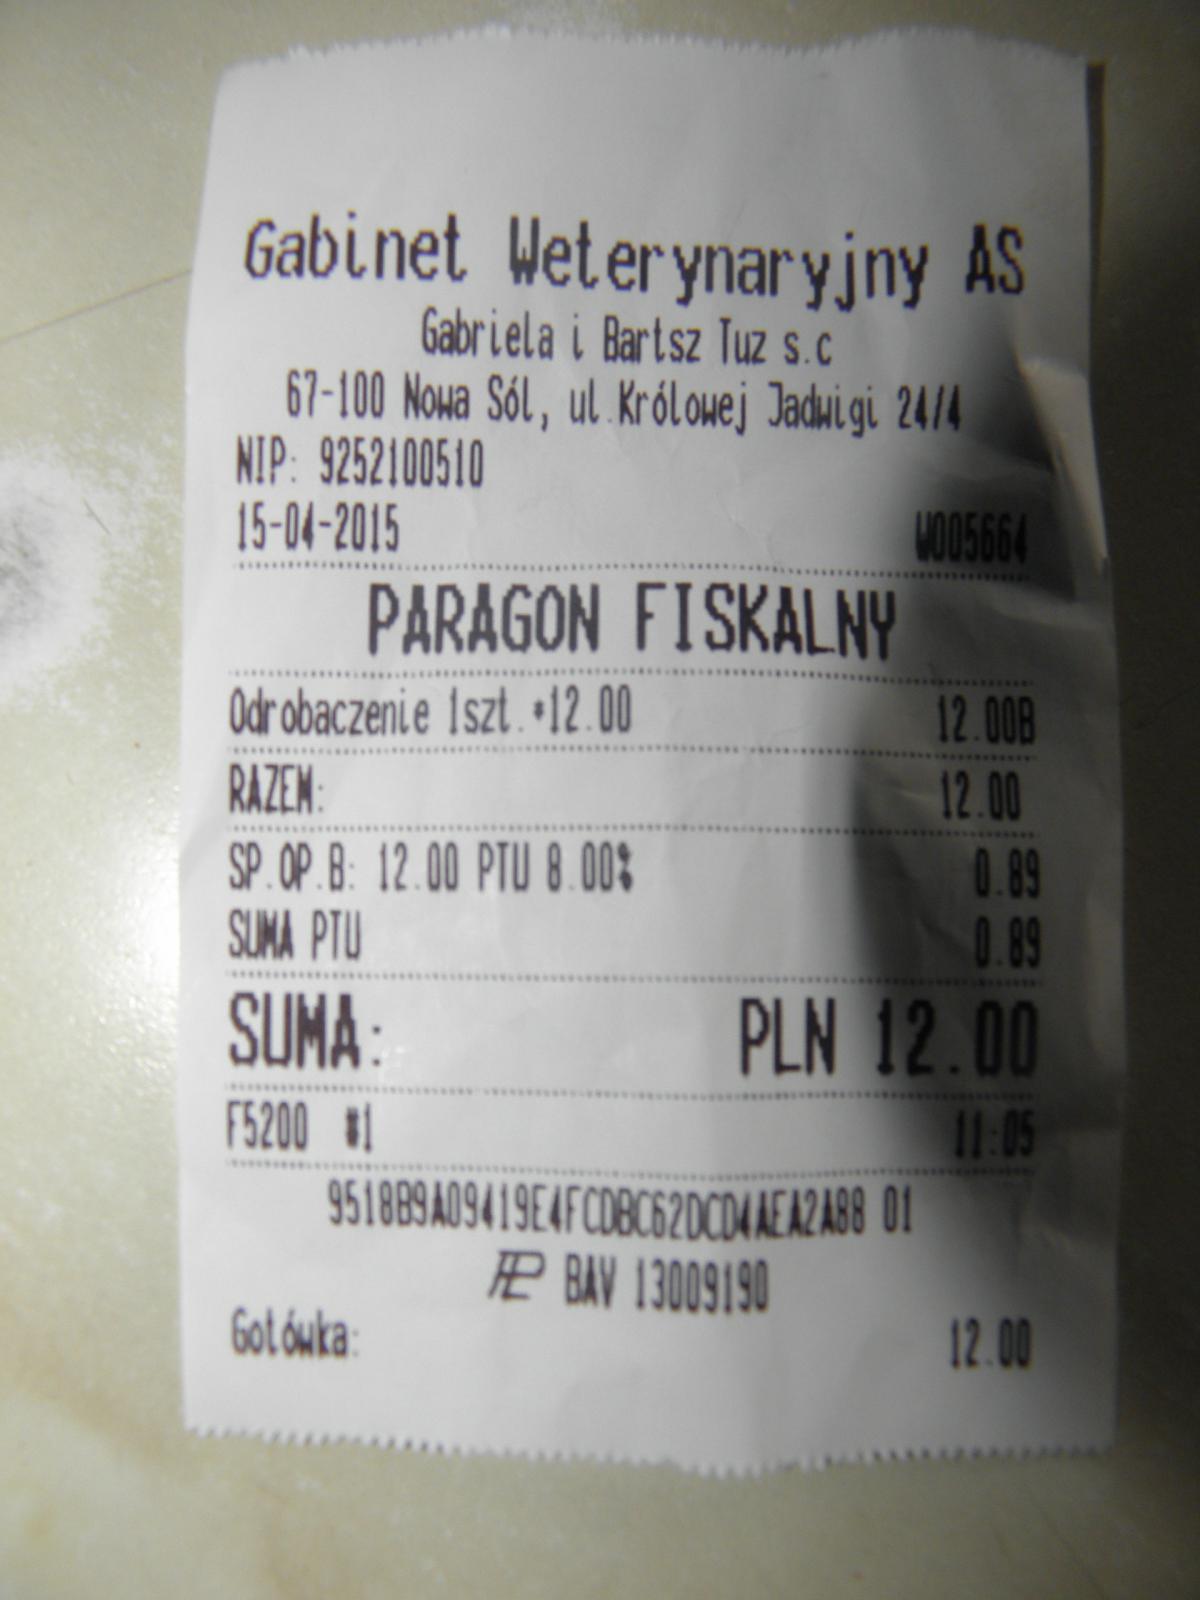 Gabinet Weterynaryjny AS
Gabriela i Bartsz Tuz s.c
67-100 Nowa Sól, ul.Królowej Jadwigi 24/4
NIP: 9252100510
15-04-2015 W005664
PARAGON FISKALNY
Odrobaczenie 1szt.*12.00 12.00B
RAZEM: 12.00
SP.OP.B: 12.00 PTU 8.00% 0.89
SUMA PTU 0.89
SUMA: PLN 12.00
F5200 #1 11:05
9518B9A09419E4FCDBC62DCD4AEA2A88 01
BAV 13009190
Gotówka: 12.00